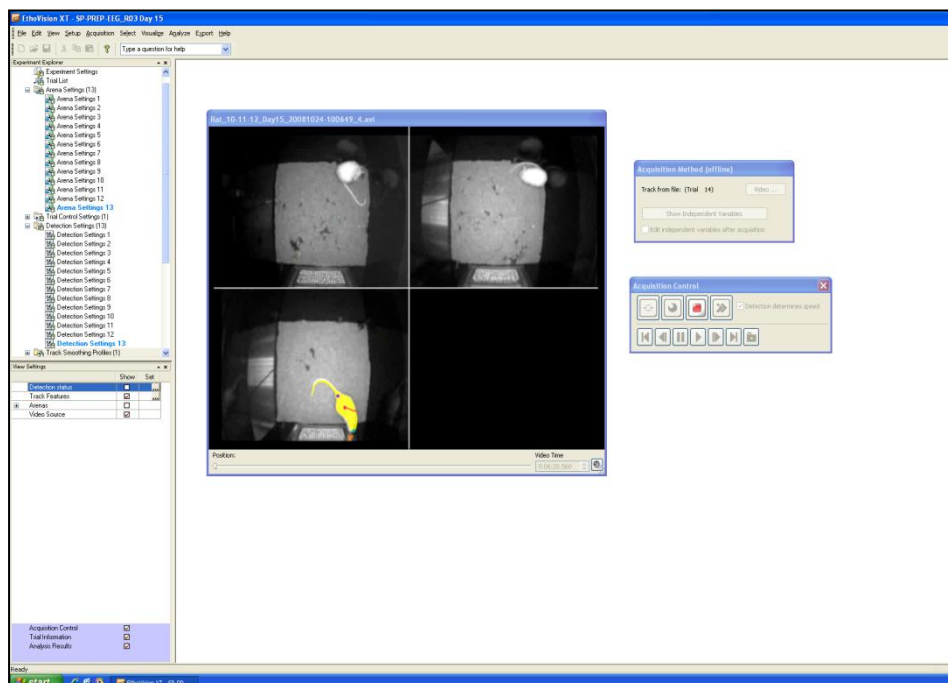 EthoVision XT - SP-PREP-EEG_R03 Day 15
File Edit View Setup Acquisition Select Visualize Analyze Export Help
Type a question for help
Experiment Explorer
Experiment Settings
Trial List
Arena Settings (13)
Arena Settings 1
Arena Settings 2
Arena Settings 3
Arena Settings 4
Arena Settings 5
Arena Settings 6
Arena Settings 7
Arena Settings 8
Arena Settings 9
Arena Settings 10
Arena Settings 11
Arena Settings 12
Arena Settings 13
Trial Control Settings (1)
Detection Settings (13)
Detection Settings 1
Detection Settings 2
Detection Settings 3
Detection Settings 4
Detection Settings 5
Detection Settings 6
Detection Settings 7
Detection Settings 8
Detection Settings 9
Detection Settings 10
Detection Settings 11
Detection Settings 12
Detection Settings 13
Track Smoothing Profiles (1)
View Settings
Show Set
Detection status
Track Features
Arenas
Video Source
Acquisition Control
Trial Information
Analysis Results
Ready
start
Rat_10-11-12_Day15_20081024-100649_4.avi
Position:
Video Time
0:06:20.560
Acquisition Method (offline)
Track from file: (Trial 14)
Video ...
Show Independent Variables
Edit independent variables after acquisition
Acquisition Control
Detection determines speed